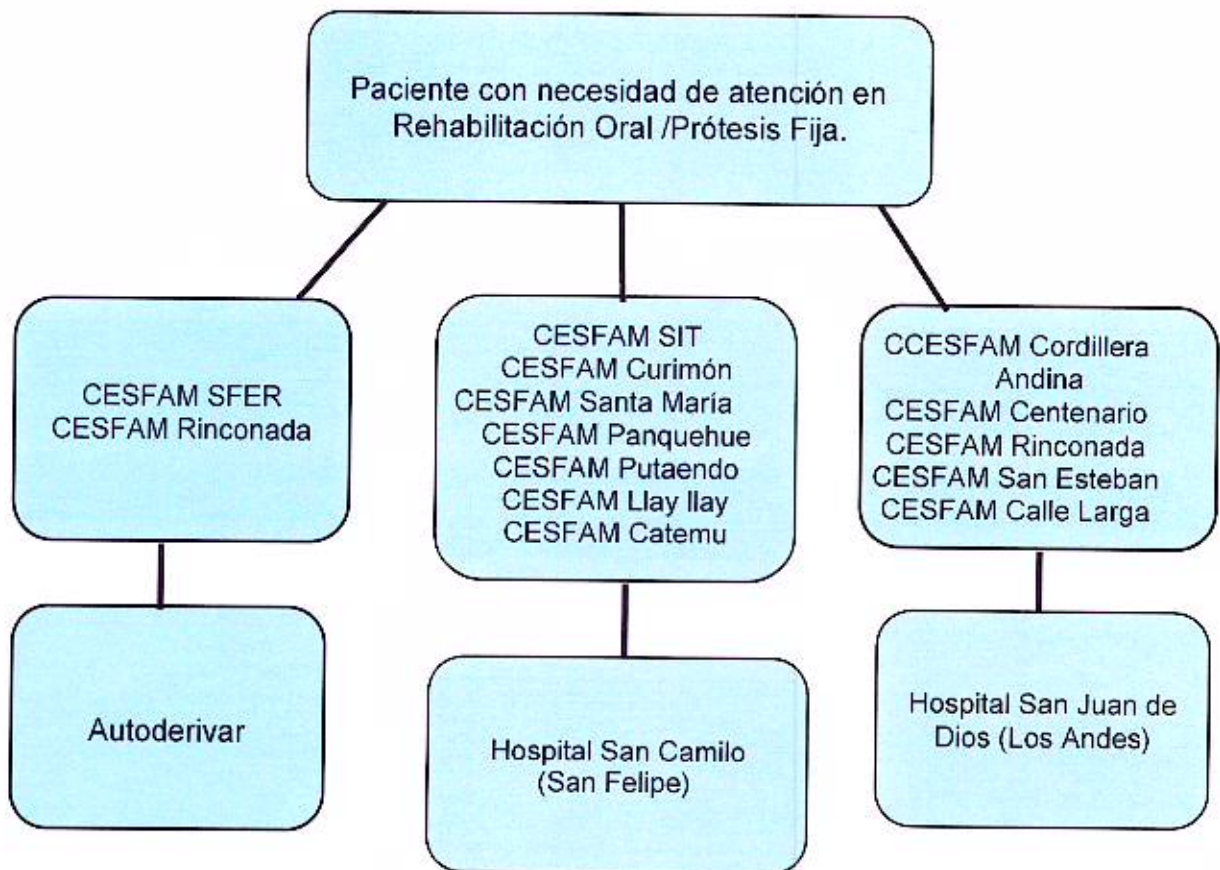 Paciente con necesidad de atención en
Rehabilitación Oral /Prótesis Fija.
CESFAM SFER
CESFAM Rinconada
CESFAM SIT
CESFAM Curimón
CESFAM Santa María
CESFAM Panquehue
CESFAM Putaendo
CESFAM Llay llay
CESFAM Catemu
CCESFAM Cordillera
Andina
CESFAM Centenario
CESFAM Rinconada
CESFAM San Esteban
CESFAM Calle Larga
Autoderivar
Hospital San Camilo
(San Felipe)
Hospital San Juan de
Dios (Los Andes)